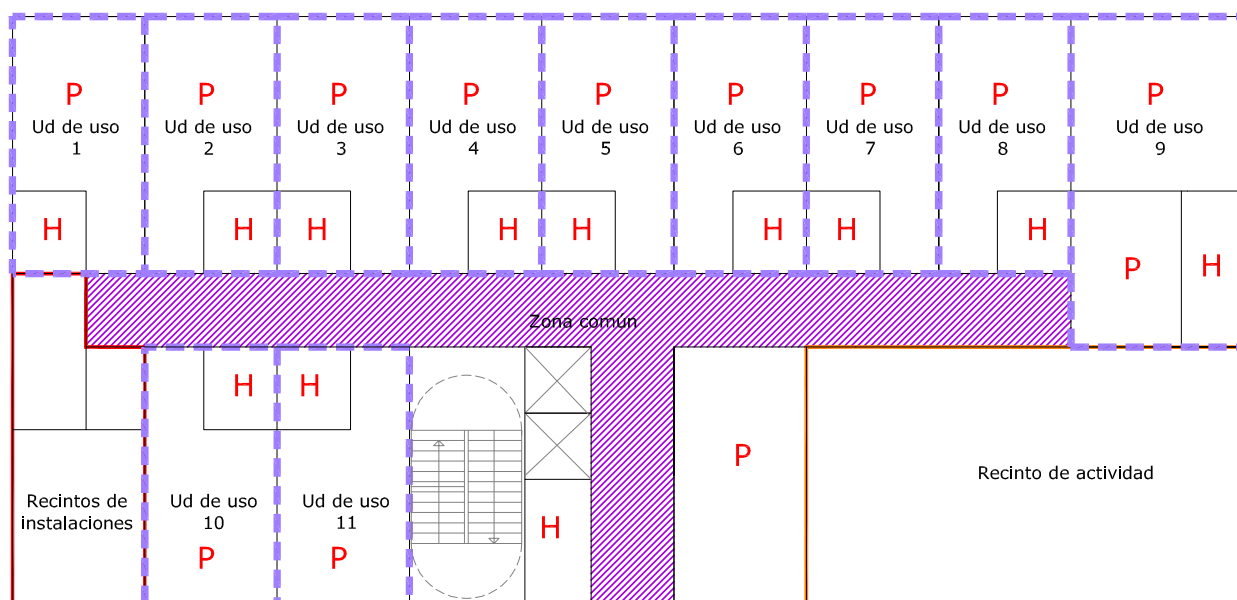 P P P P P P P P P
Ud de uso Ud de uso Ud de uso Ud de uso Ud de uso Ud de uso Ud de uso Ud de uso Ud de uso
1 2 3 4 5 6 7 8 9
H H H H H H H H
P H
Zona común
H H
P
Recinto de actividad
Recintos de Ud de uso Ud de uso
instalaciones 10 11
H
P P